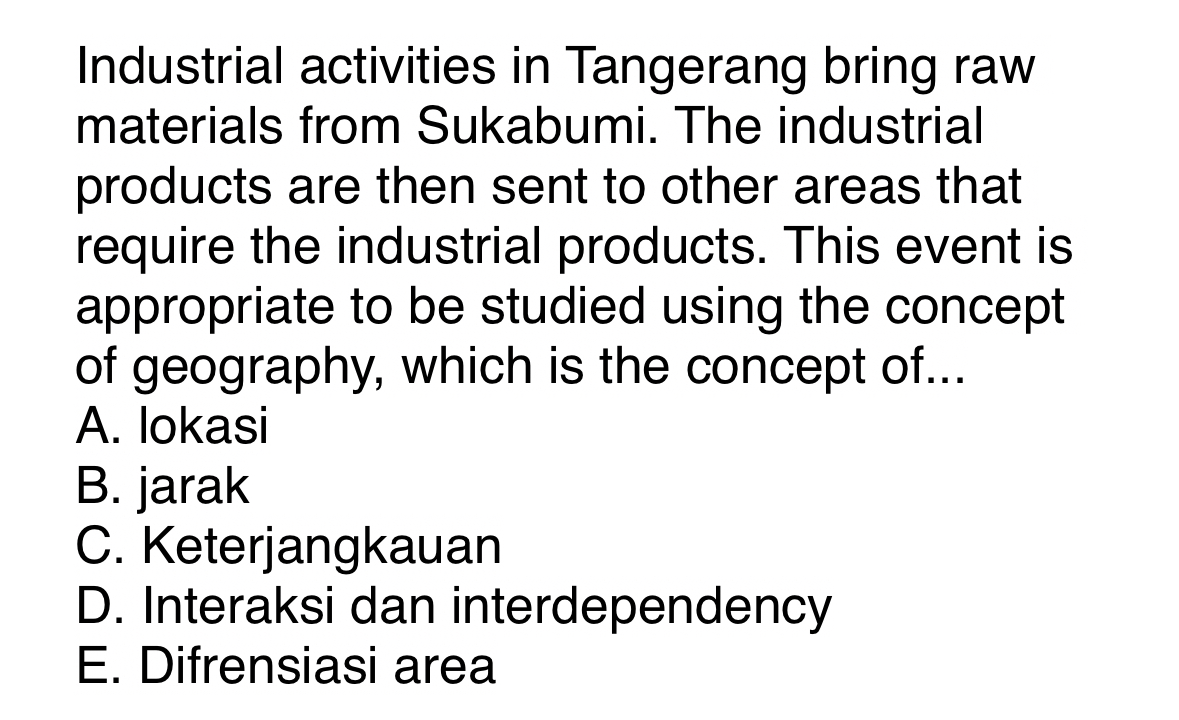 Industrial activities in Tangerang bring raw
materials from Sukabumi. The industrial
products are then sent to other areas that
require the industrial products. This event is
appropriate to be studied using the concept
of geography, which is the concept of...
A. lokasi
B. jarak
C. Keterjangkauan
D. Interaksi dan interdependency
E. Difrensiasi area